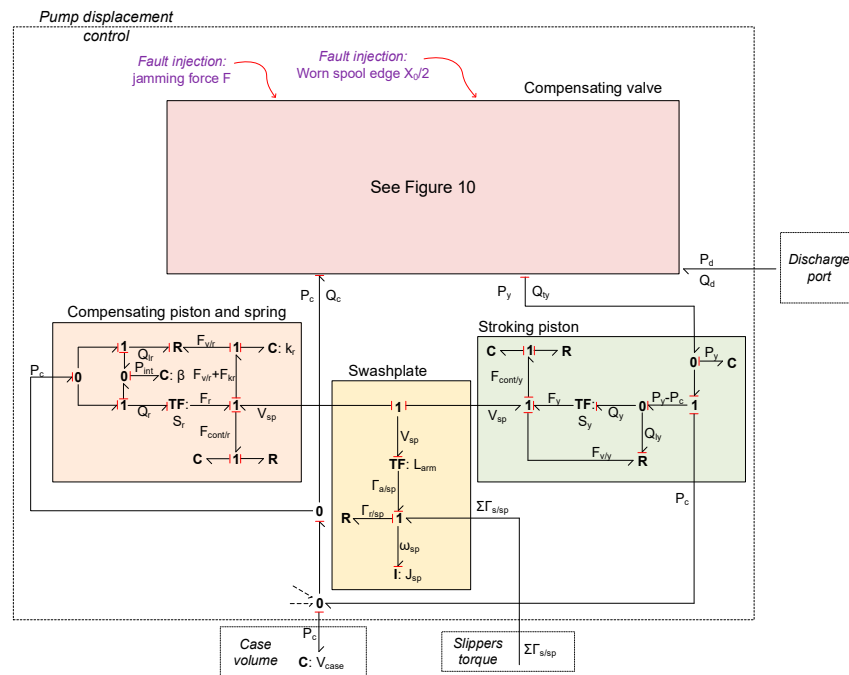 Pump displacement
control
Fault injection:
jamming force F
Fault injection:
Worn spool edge X0/2
Compensating valve
See Figure 10
Pd
Qd
Discharge
port
Pc Qc
Py Qty
Compensating piston and spring
Stroking piston
1 R Fv/r 1 C: kr
Qlr
Pc 0 Pint 0 C: β Fv/r+Fkr
1 TF: Fr 1
Qr Sr Vsp
Fcont/r
C 1 R
C 1 R
0 Py C
Fcont/y
1 Fy TF: Qy 0 Py-Pc 1
Vsp Sy
Qly
Fv/y R
Pc
Swashplate
1
Vsp
TF: Larm
Γa/sp
R Γr/sp 1 ΣΓs/sp
ωsp
I: Jsp
0
0
Pc
Case
volume
C: Vcase
Slippers
torque
ΣΓs/sp